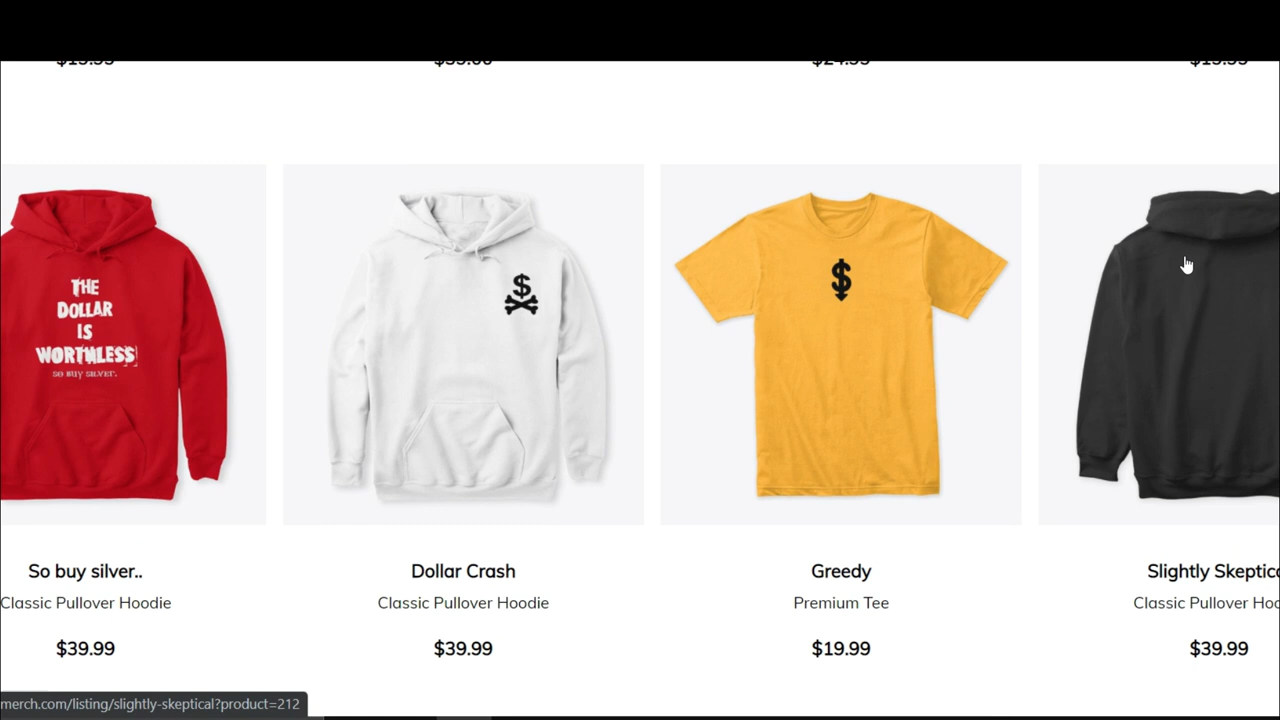 THE
DOLLAR
IS
WORTHLESS
SO BUY SILVER.
$
$
So buy silver..
Dollar Crash
Greedy
Classic Pullover Hoodie
Classic Pullover Hoodie
Premium Tee
Classic Pullover
$39.99
$39.99
$19.99
$39.99
merch.com/listing/slightly-skeptical?product=212